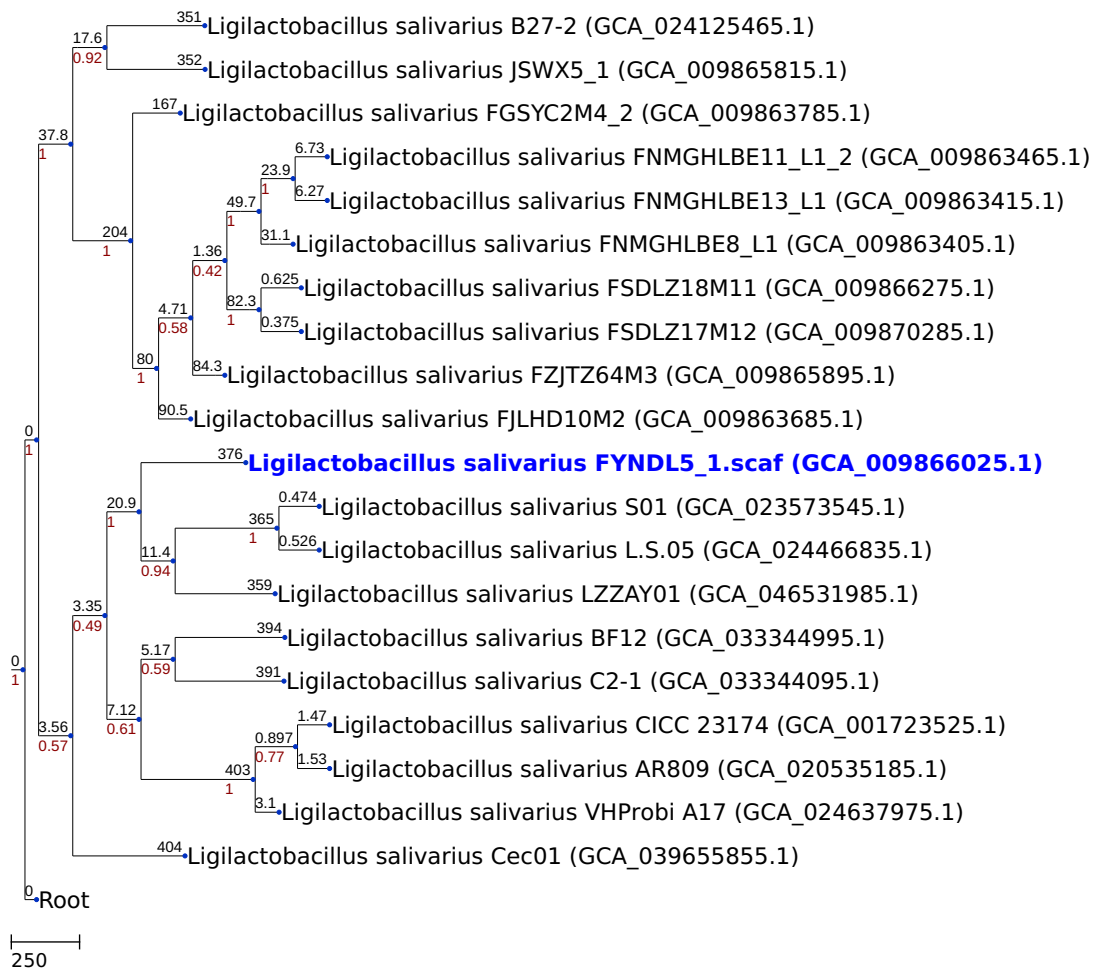 351 Ligilactobacillus salivarius B27-2 (GCA_024125465.1)
17.6
0.92
352 Ligilactobacillus salivarius JSWX5_1 (GCA_009865815.1)
167 Ligilactobacillus salivarius FGSYC2M4_2 (GCA_009863785.1)
37.8
1
6.73 Ligilactobacillus salivarius FNMGHLBE11_L1_2 (GCA_009863465.1)
23.9
1
6.27 Ligilactobacillus salivarius FNMGHLBE13_L1 (GCA_009863415.1)
49.7
1
204
1
31.1 Ligilactobacillus salivarius FNMGHLBE8_L1 (GCA_009863405.1)
1.36
0.42
0.625 Ligilactobacillus salivarius FSDLZ18M11 (GCA_009866275.1)
82.3
1
4.71
0.58
0.375 Ligilactobacillus salivarius FSDLZ17M12 (GCA_009870285.1)
80
1
84.3 Ligilactobacillus salivarius FZJTZ64M3 (GCA_009865895.1)
90.5 Ligilactobacillus salivarius FJLHD10M2 (GCA_009863685.1)
0
1
376 Ligilactobacillus salivarius FYNDL5_1.scaf (GCA_009866025.1)
20.9
1
0.474 Ligilactobacillus salivarius S01 (GCA_023573545.1)
365
1
0.526 Ligilactobacillus salivarius L.S.05 (GCA_024466835.1)
11.4
0.94
359 Ligilactobacillus salivarius LZZAY01 (GCA_046531985.1)
3.35
0.49
394 Ligilactobacillus salivarius BF12 (GCA_033344995.1)
5.17
0.59
0
1
391 Ligilactobacillus salivarius C2-1 (GCA_033344095.1)
7.12
0.61
3.56
0.57
1.47 Ligilactobacillus salivarius CICC 23174 (GCA_001723525.1)
0.897
0.77
1.53 Ligilactobacillus salivarius AR809 (GCA_020535185.1)
403
1
3.1 Ligilactobacillus salivarius VHProbi A17 (GCA_024637975.1)
404 Ligilactobacillus salivarius Cec01 (GCA_039655855.1)
0 Root
250